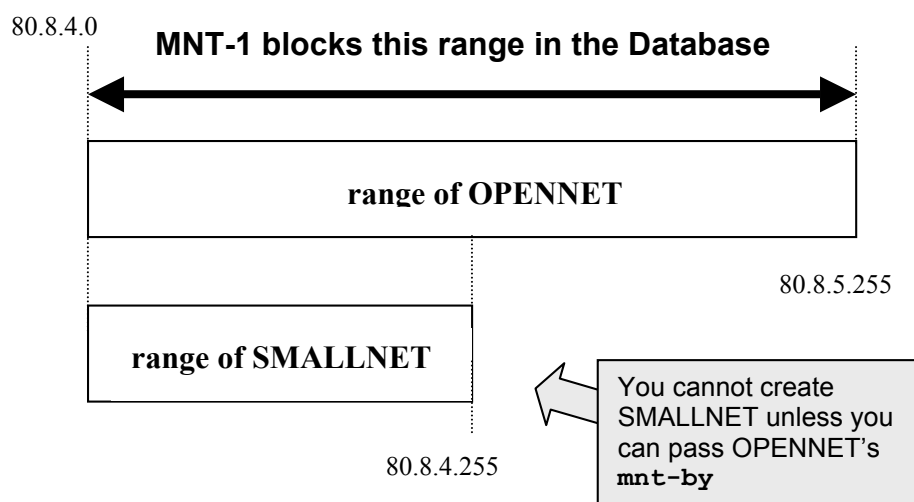 80.8.4.0
MNT-1 blocks this range in the Database
range of OPENNET
80.8.5.255
range of SMALLNET
You cannot create
SMALLNET unless you
can pass OPENNET’s
mnt-by
80.8.4.255